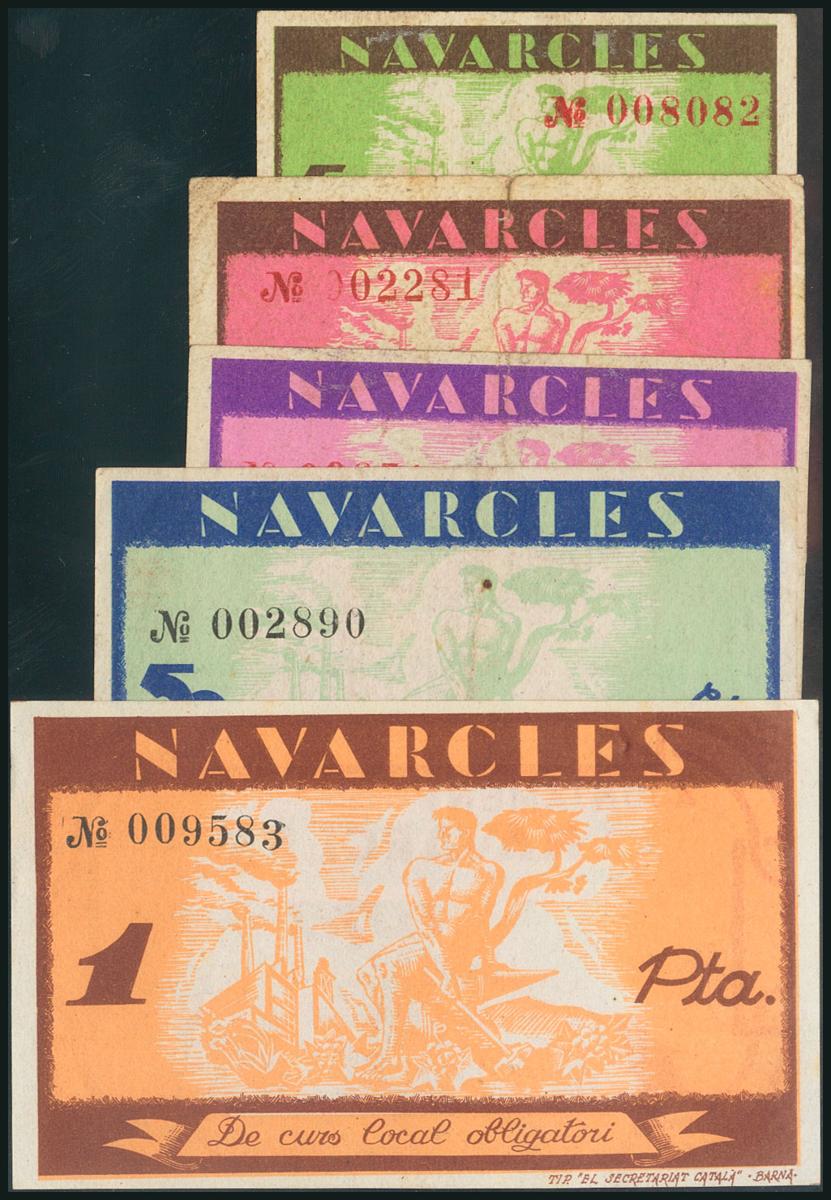 NAVARCLES
№ 008082
NAVARCLES
№ 002281
NAVARCLES
NAVARCLES
№ 002890
NAVARCLES
№ 009583
1 Pta.
De curs local obligatori
TIP. "EL SECRETARIAT CATALÀ" - BARNA-